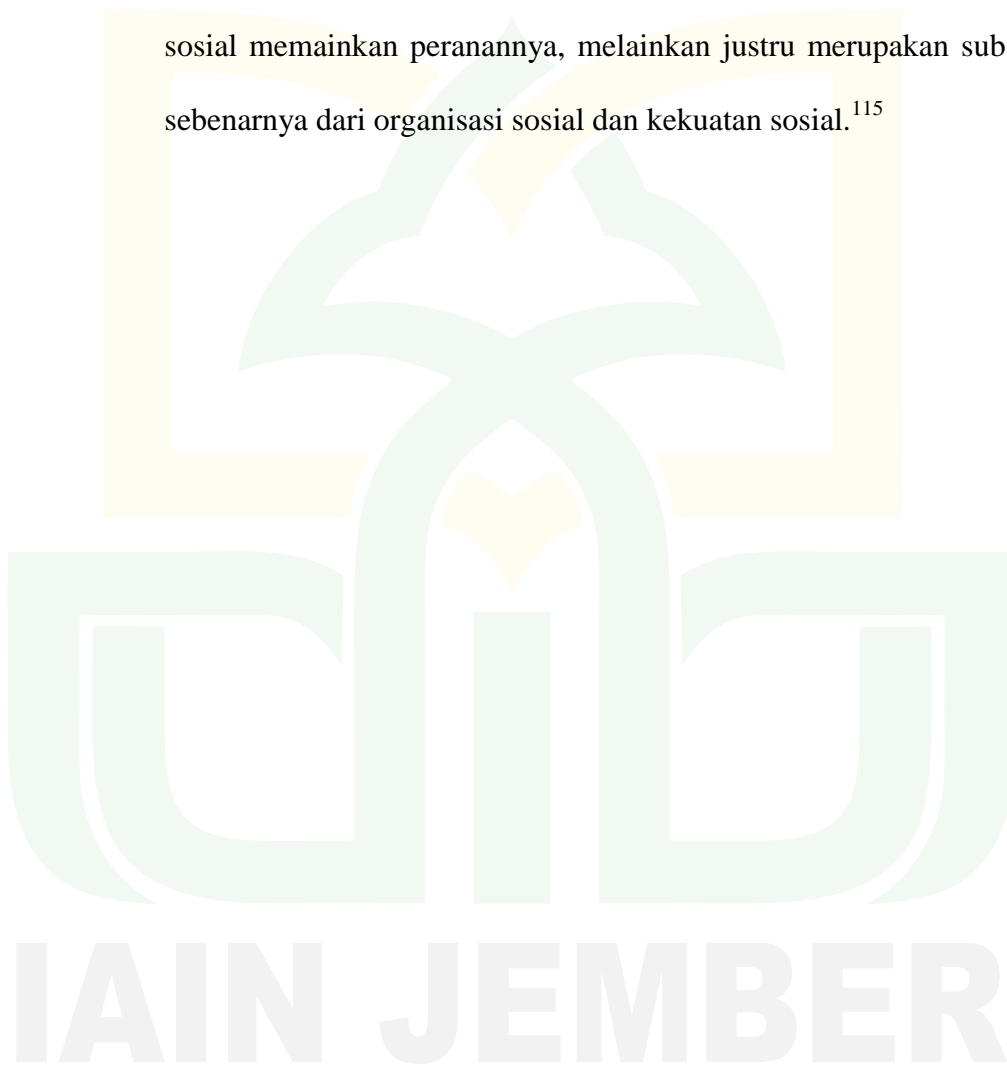 sosial memainkan peranannya, melainkan justru merupakan sub
sebenarnya dari organisasi sosial dan kekuatan sosial.115
IAIN JEMBER